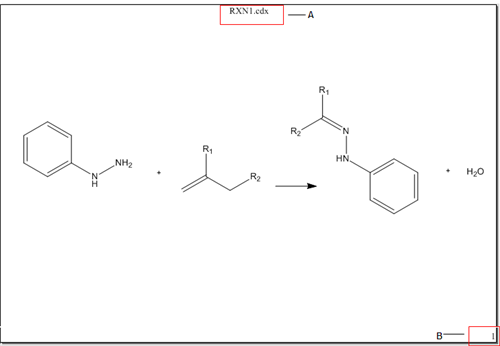 RXN1.cdx
A
R1
R2
N
HN
NH2
N
H
+
R1
R2
+
H2O
B
1